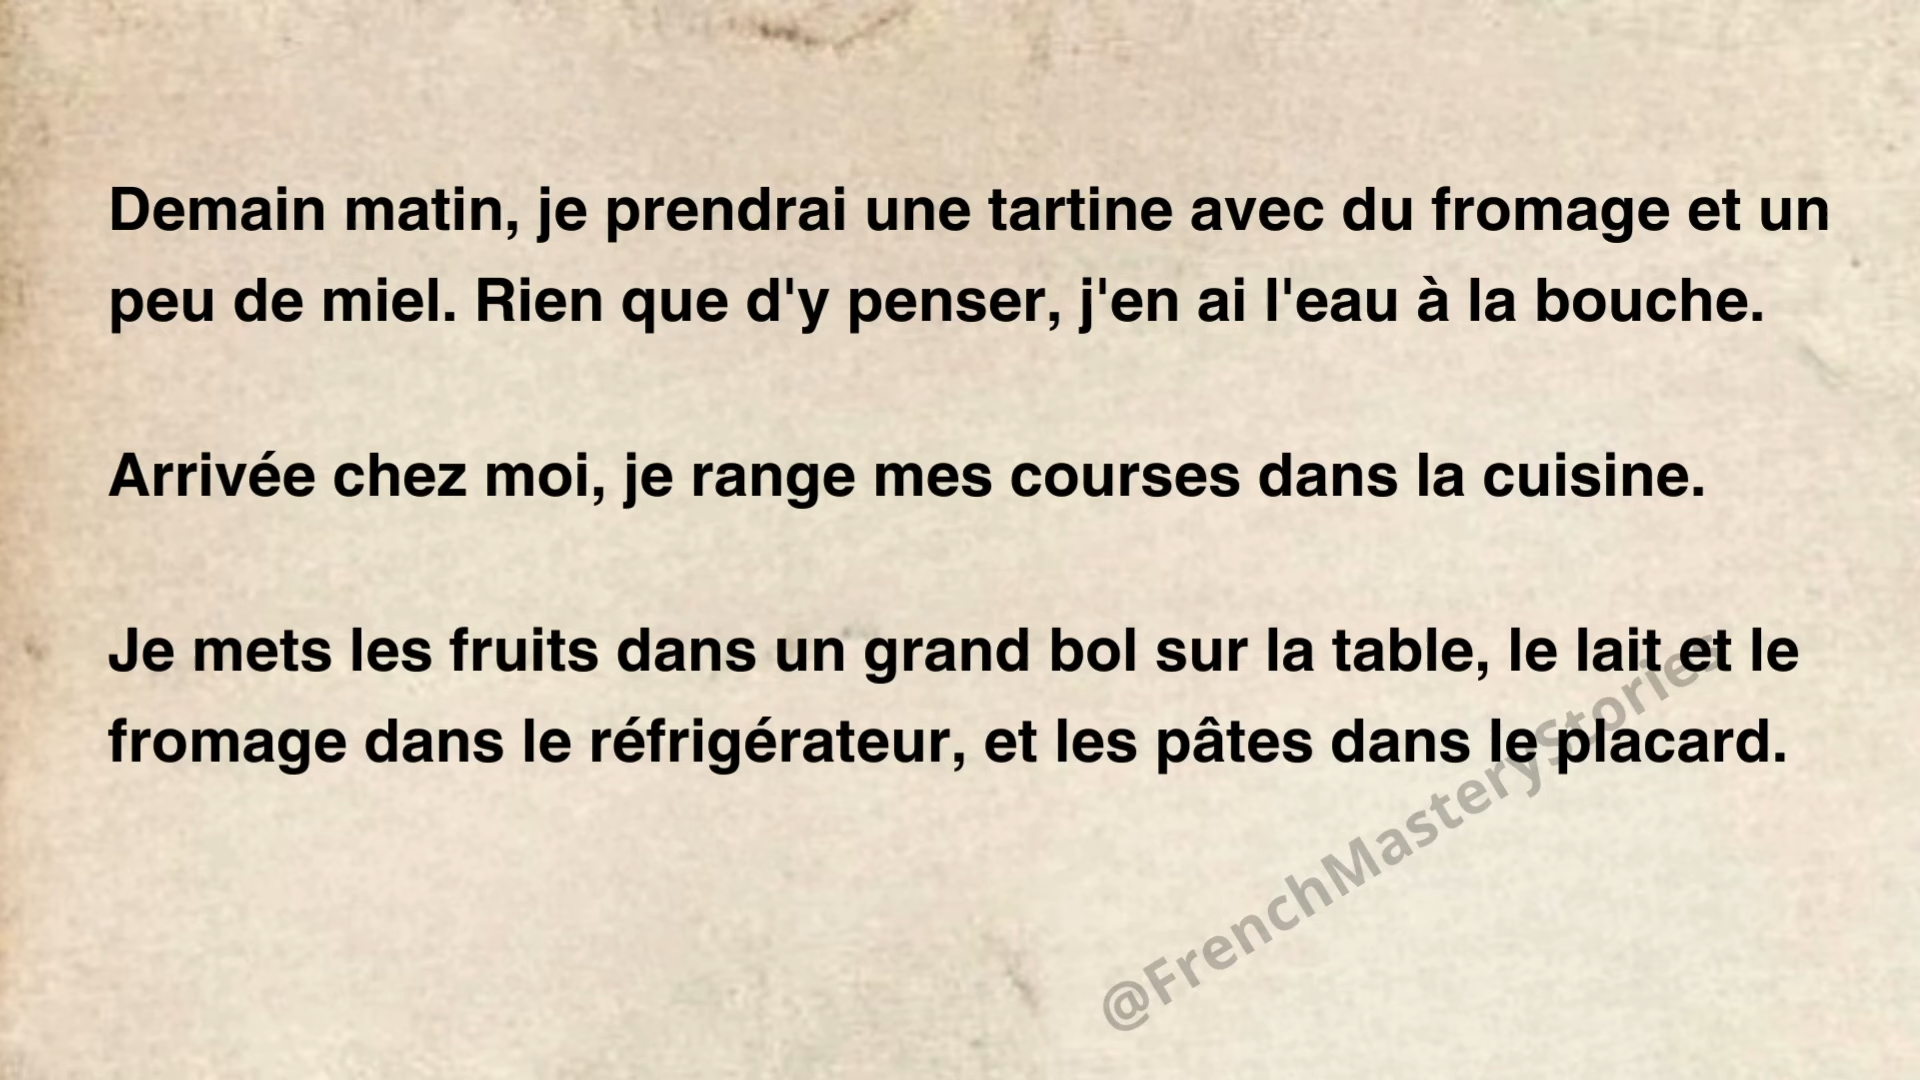 Demain matin, je prendrai une tartine avec du fromage et un
peu de miel. Rien que d'y penser, j'en ai l'eau à la bouche.
Arrivée chez moi, je range mes courses dans la cuisine.
Je mets les fruits dans un grand bol sur la table, le lait et le
fromage dans le réfrigérateur, et les pâtes dans le placard.
@FrenchMasteryStories